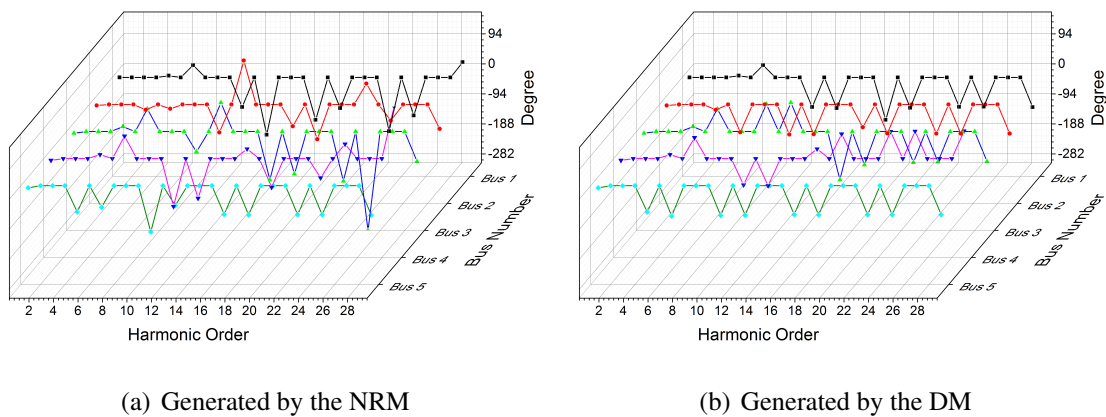 94
0
-94
-188
-282
Degree
Bus 1
Bus 2
Bus 3
Bus 4
Bus 5
Bus Number
2 4 6 8 10 12 14 16 18 20 22 24 26 28
Harmonic Order
(a) Generated by the NRM
94
0
-94
-188
-282
Degree
Bus 1
Bus 2
Bus 3
Bus 4
Bus 5
Bus Number
2 4 6 8 10 12 14 16 18 20 22 24 26 28
Harmonic Order
(b) Generated by the DM